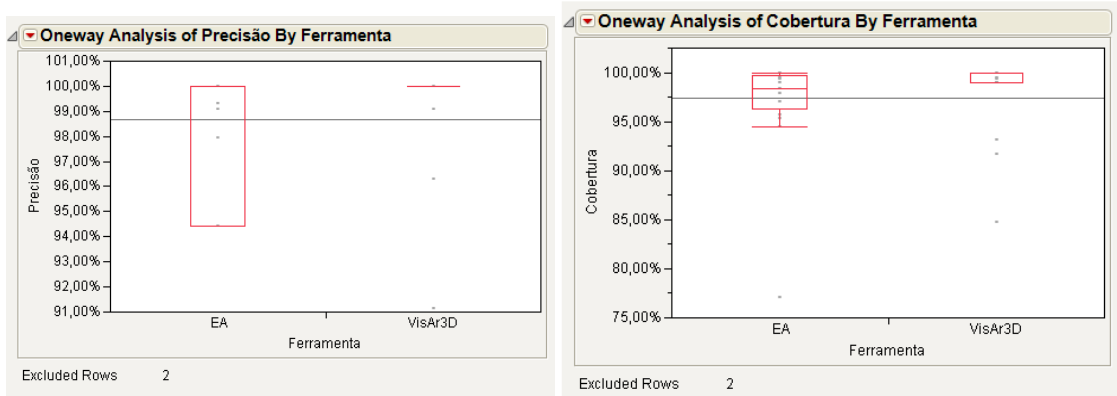 Oneway Analysis of Precisão By Ferramenta
101,00%
100,00%
99,00%
98,00%
97,00%
96,00%
95,00%
94,00%
93,00%
92,00%
91,00%
Precisão
EA
VisAr3D
Ferramenta
Excluded Rows 2
Oneway Analysis of Cobertura By Ferramenta
100,00%
95,00%
90,00%
85,00%
80,00%
75,00%
Cobertura
EA
VisAr3D
Ferramenta
Excluded Rows 2